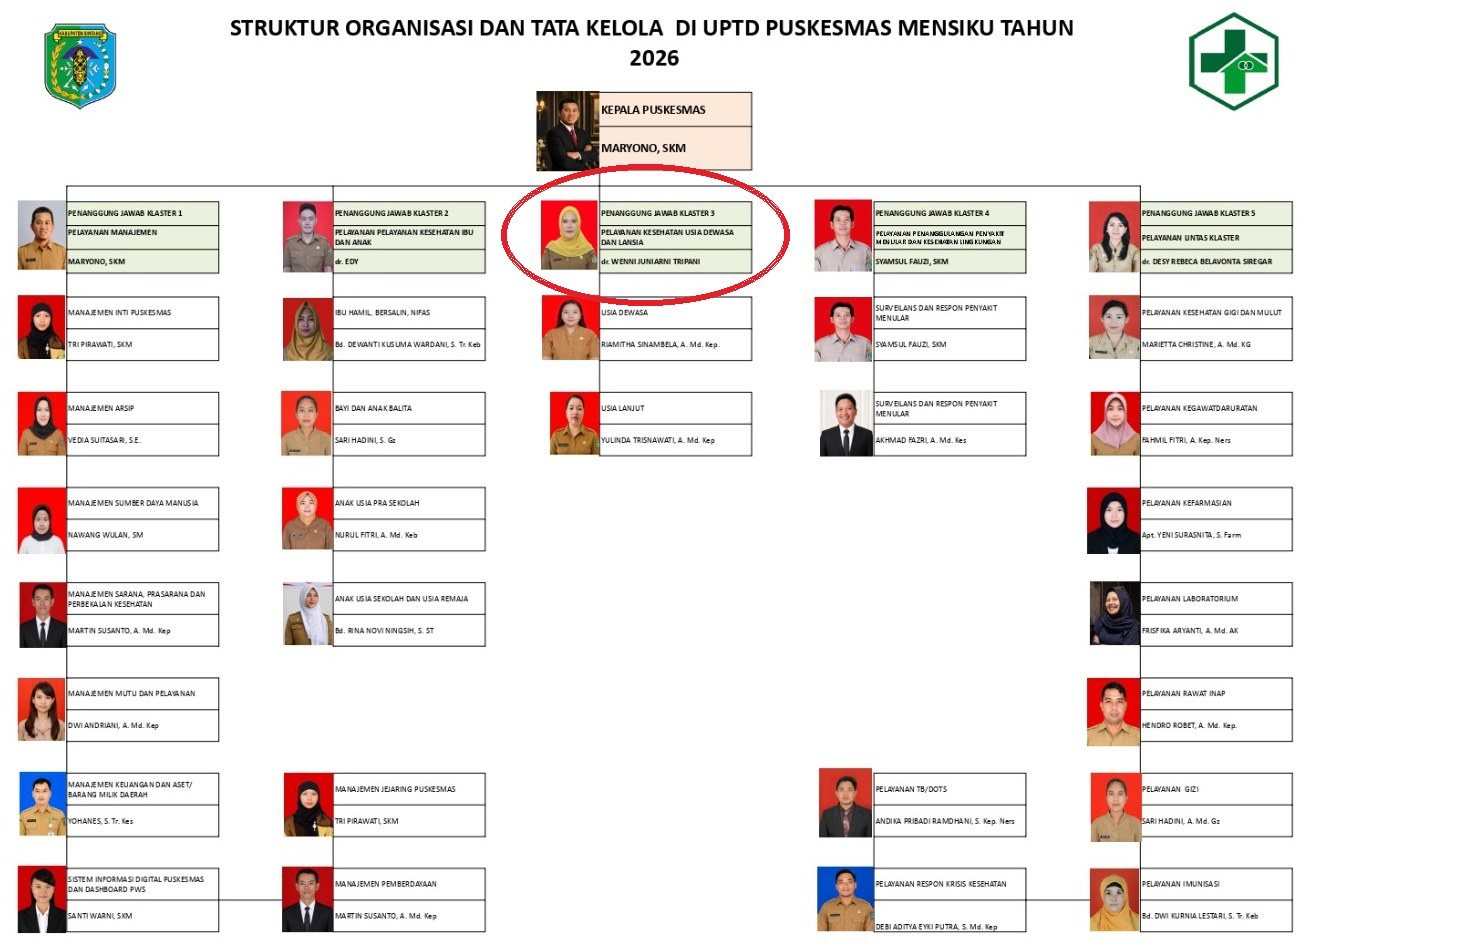 STRUKTUR ORGANISASI DAN TATA KELOLA DI UPTD PUSKESMAS MENSIKU TAHUN
2026
KABUPATEN SINTANG
KEPALA PUSKESMAS
MARYONO, SKM
PENANGGUNG JAWAB KLASTER 1
PELAYANAN MANAJEMEN
MARYONO, SKM
PENANGGUNG JAWAB KLASTER 2
PELAYANAN PELAYANAN KESEHATAN IBU
DAN ANAK
dr. EDY
PENANGGUNG JAWAB KLASTER 3
PELAYANAN KESEHATAN USIA DEWASA
DAN LANSIA
dr. WENNI JUNIARNI TRIPANI
PENANGGUNG JAWAB KLASTER 4
PELAYANAN PENANGGULANGAN PENYAKIT
MENULAR DAN KESEHATAN LINGKUNGAN
SYAMSUL FAUZI, SKM
PENANGGUNG JAWAB KLASTER 5
PELAYANAN LINTAS KLASTER
dr. DESY REBECA BELAVONTA SIREGAR
MANAJEMEN INTI PUSKESMAS
TRI PIRAWATI, SKM
IBU HAMIL, BERSALIN, NIFAS
Bd. DEWANTI KUSUMA WARDANI, S. Tr. Keb
USIA DEWASA
RIAMITHA SINAMBELA, A. Md. Kep.
SURVEILANS DAN RESPON PENYAKIT
MENULAR
SYAMSUL FAUZI, SKM
PELAYANAN KESEHATAN GIGI DAN MULUT
MARIETTA CHRISTINE, A. Md. KG
MANAJEMEN ARSIP
VEDIA SUITASARI, S.E.
BAYI DAN ANAK BALITA
SARI HADINI, S. Gz
USIA LANJUT
YULINDA TRISNAWATI, A. Md. Kep
SURVEILANS DAN RESPON PENYAKIT
MENULAR
AKHMAD FAZRI, A. Md. Kes
PELAYANAN KEGAWATDARURATAN
FAHMIL FITRI, A. Kep. Ners
MANAJEMEN SUMBER DAYA MANUSIA
NAWANG WULAN, SM
ANAK USIA PRA SEKOLAH
NURUL FITRI, A. Md. Keb
PELAYANAN KEFARMASIAN
Apt. YENI SURASNITA, S. Farm
MANAJEMEN SARANA, PRASARANA DAN
PERBEKALAN KESEHATAN
MARTIN SUSANTO, A. Md. Kep
ANAK USIA SEKOLAH DAN USIA REMAJA
Bd. RINA NOVI NINGSIH, S. ST
PELAYANAN LABORATORIUM
FRISFIKA ARYANTI, A. Md. AK
MANAJEMEN MUTU DAN PELAYANAN
DWI ANDRIANI, A. Md. Kep
PELAYANAN RAWAT INAP
HENDRO ROBET, A. Md. Kep.
MANAJEMEN KEUANGAN DAN ASET/
BARANG MILIK DAERAH
YOHANES, S. Tr. Kes
MANAJEMEN JEJARING PUSKESMAS
TRI PIRAWATI, SKM
PELAYANAN TB/DOTS
ANDIKA PRIBADI RAMDHANI, S. Kep. Ners
PELAYANAN GIZI
SARI HADINI, A. Md. Gz
SISTEM INFORMASI DIGITAL PUSKESMAS
DAN DASHBOARD PWS
SANTI WARNI, SKM
MANAJEMEN PEMBERDAYAAN
MARTIN SUSANTO, A. Md. Kep
PELAYANAN RESPON KRISIS KESEHATAN
DEBI ADITYA EYKI PUTRA, S. Md. Kep
PELAYANAN IMUNISASI
Bd. DWI KURNIA LESTARI, S. Tr. Keb